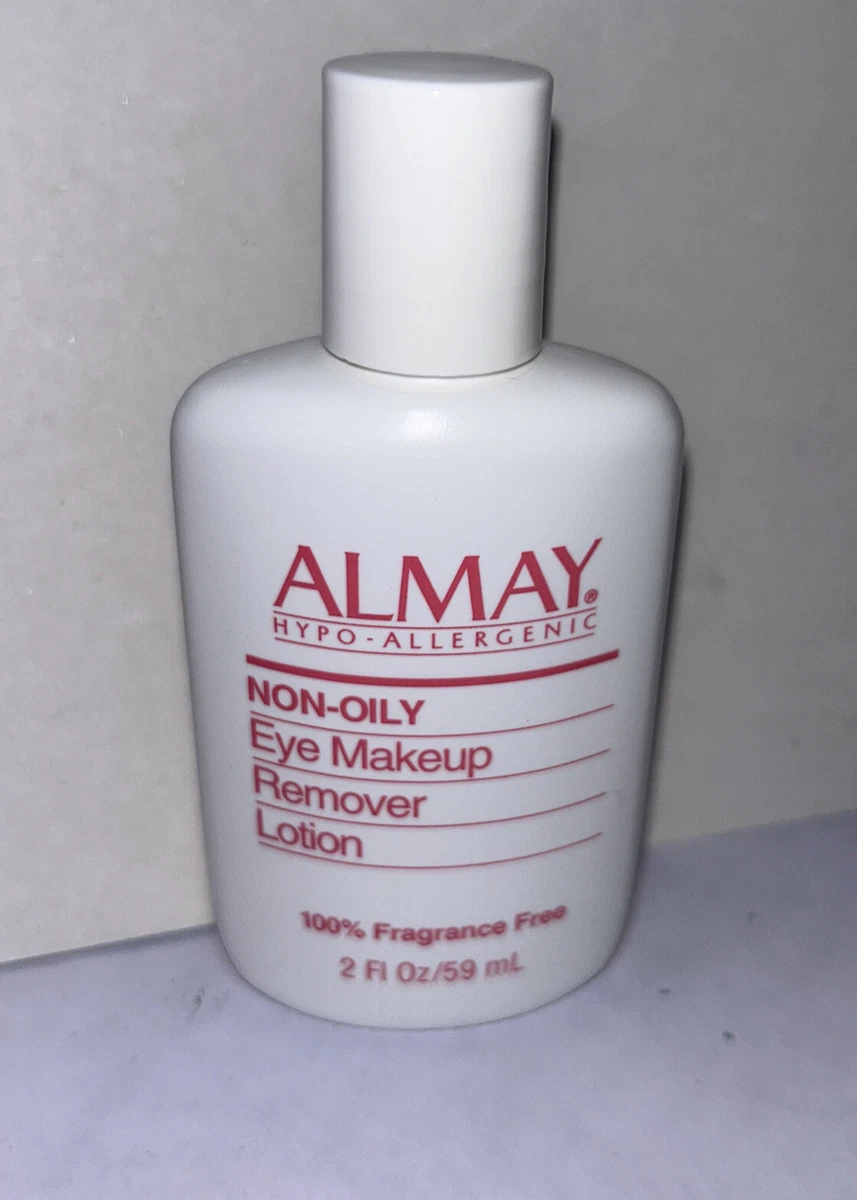 ALMAY®
HYPO-ALLERGENIC
NON-OILY
Eye Makeup
Remover
Lotion
100% Fragrance Free
2 Fl Oz/59 mL